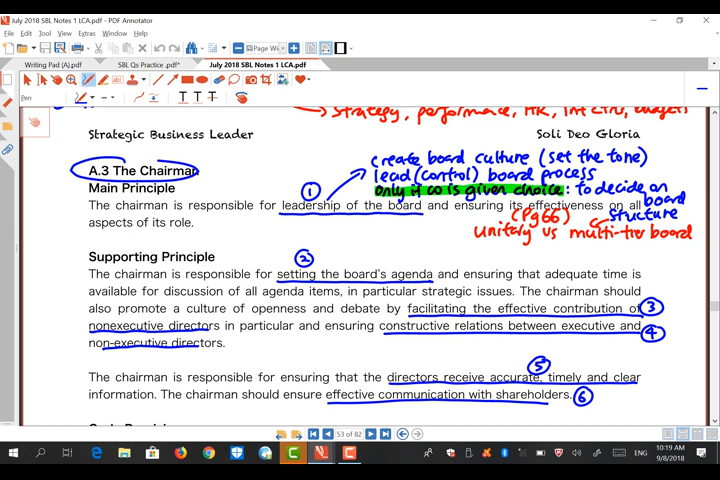 July 2018 SBL Notes 1 LCA.pdf - PDF Annotator
File Edit Tools Extras Window Help
Page Wi
Writing Pad (A).pdf SBL Qs Practice .pdf* July 2018 SBL Notes 1 LCA.pdf
Pen
strategy, performance, HR, int ctrls, budgets
Strategic Business Leader Soli Deo Gloria
create board culture (set the tone)
A.3 The Chairman
lead (control) board process
Main Principle
1
only if co is given choice: to decide on board structure
The chairman is responsible for leadership of the board and ensuring its effectiveness on all
aspects of its role.
(Pg 66)
unitary vs multi-tier board
Supporting Principle
2
The chairman is responsible for setting the board's agenda and ensuring that adequate time is
available for discussion of all agenda items, in particular strategic issues. The chairman should
also promote a culture of openness and debate by facilitating the effective contribution of 3
nonexecutive directors in particular and ensuring constructive relations between executive and 4
non-executive directors.
5
The chairman is responsible for ensuring that the directors receive accurate, timely and clear
information. The chairman should ensure effective communication with shareholders. 6
53 of 82
10:19 AM
ENG
9/8/2018